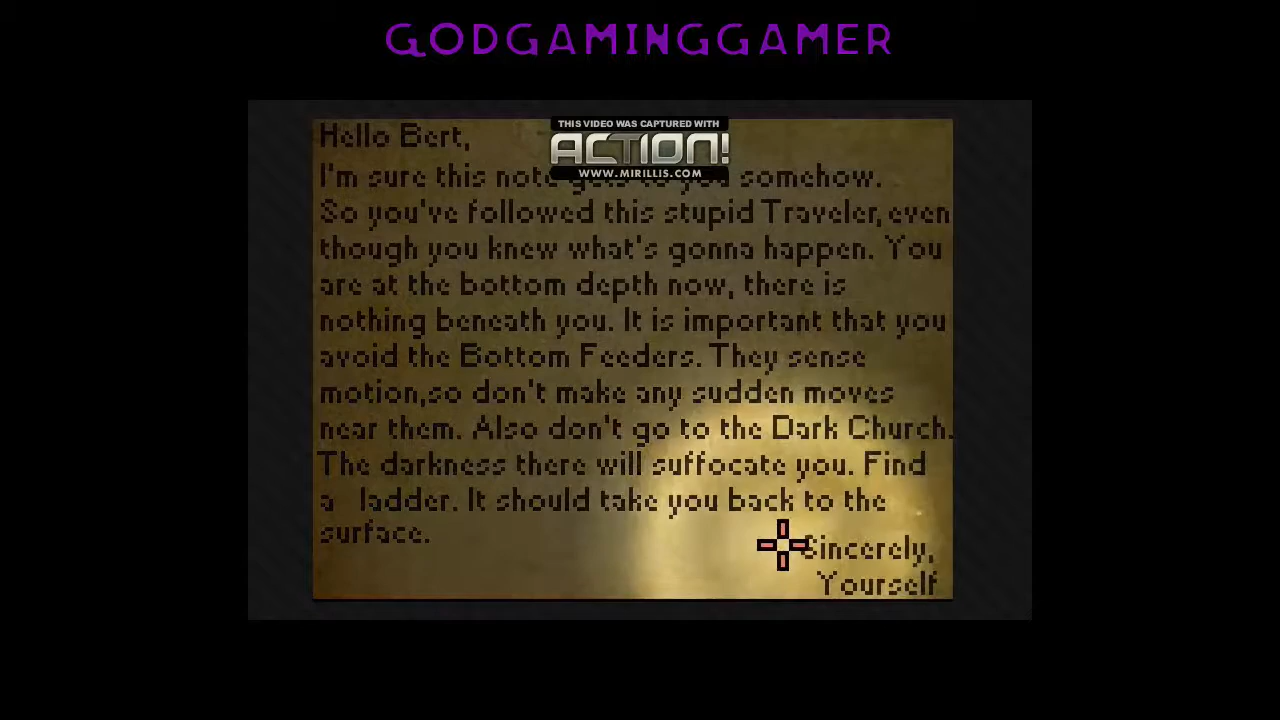 GODGAMINGGAMER
THIS VIDEO WAS CAPTURED WITH
ACTION!
WWW.MIRILLIS.COM
Hello Bert,
I'm sure this note gets to you somehow.
So you've followed this stupid Traveler, even
though you knew what's gonna happen. You
are at the bottom depth now, there is
nothing beneath you. It is important that you
avoid the Bottom Feeders. They sense
motion,so don't make any sudden moves
near them. Also don't go to the Dark Church.
The darkness there will suffocate you. Find
a ladder. It should take you back to the
surface.
Sincerely,
Yourself